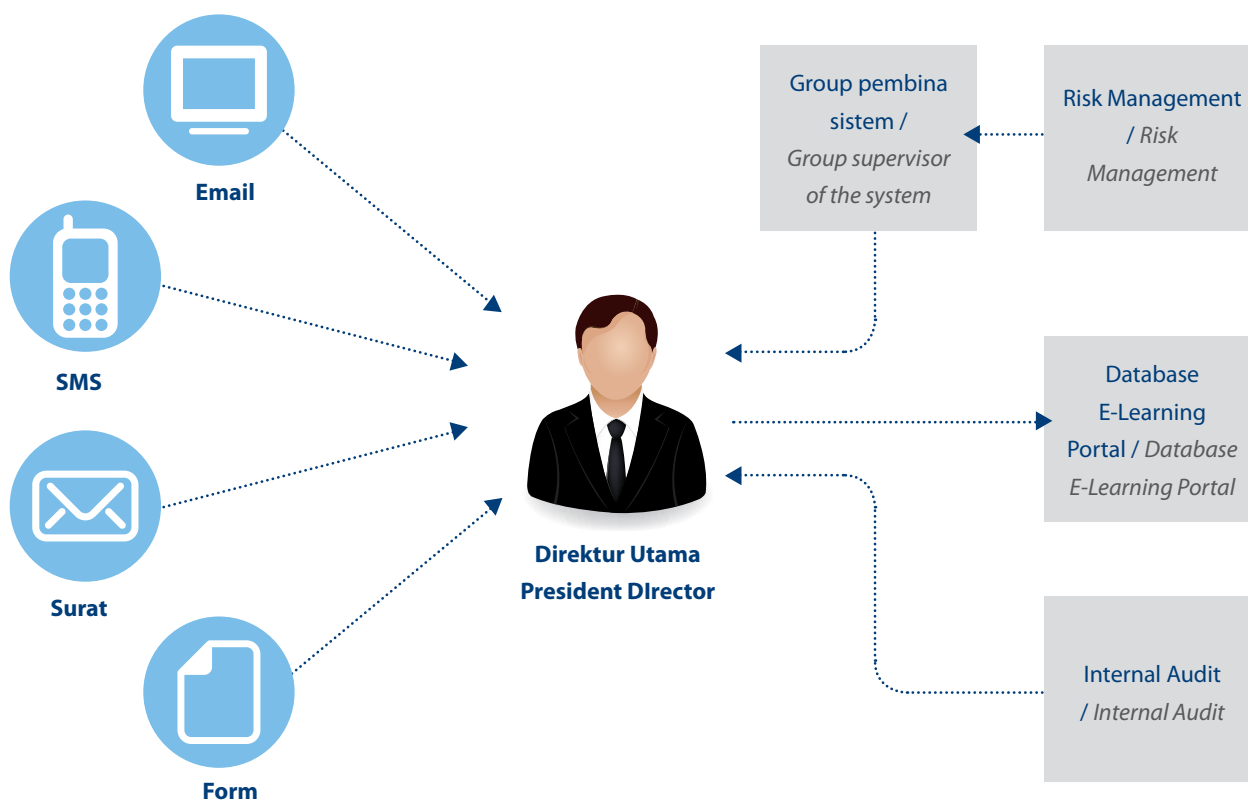 Email
SMS
Surat
Form
Direktur Utama
President DIrector
Group pembina
sistem /
Group supervisor
of the system
Risk Management
/ Risk
Management
Database
E-Learning
Portal / Database
E-Learning Portal
Internal Audit
/ Internal Audit